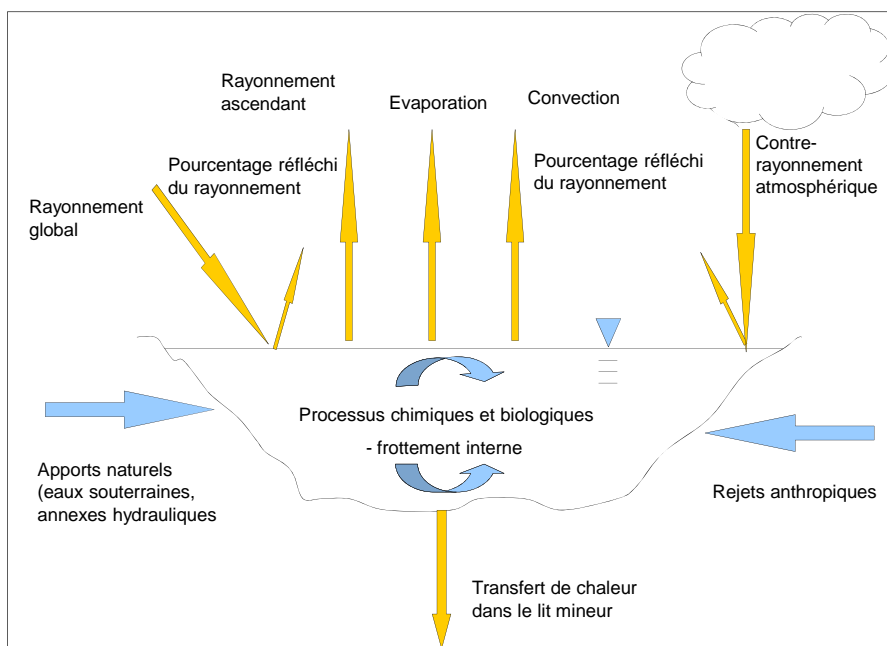 Rayonnement
ascendant
Evaporation
Convection
Contre-
rayonnement
atmosphérique
Pourcentage réfléchi
du rayonnement
Pourcentage réfléchi
du rayonnement
Rayonnement
global
Processus chimiques et biologiques
- frottement interne
Apports naturels
(eaux souterraines,
annexes hydrauliques
Rejets anthropiques
Transfert de chaleur
dans le lit mineur